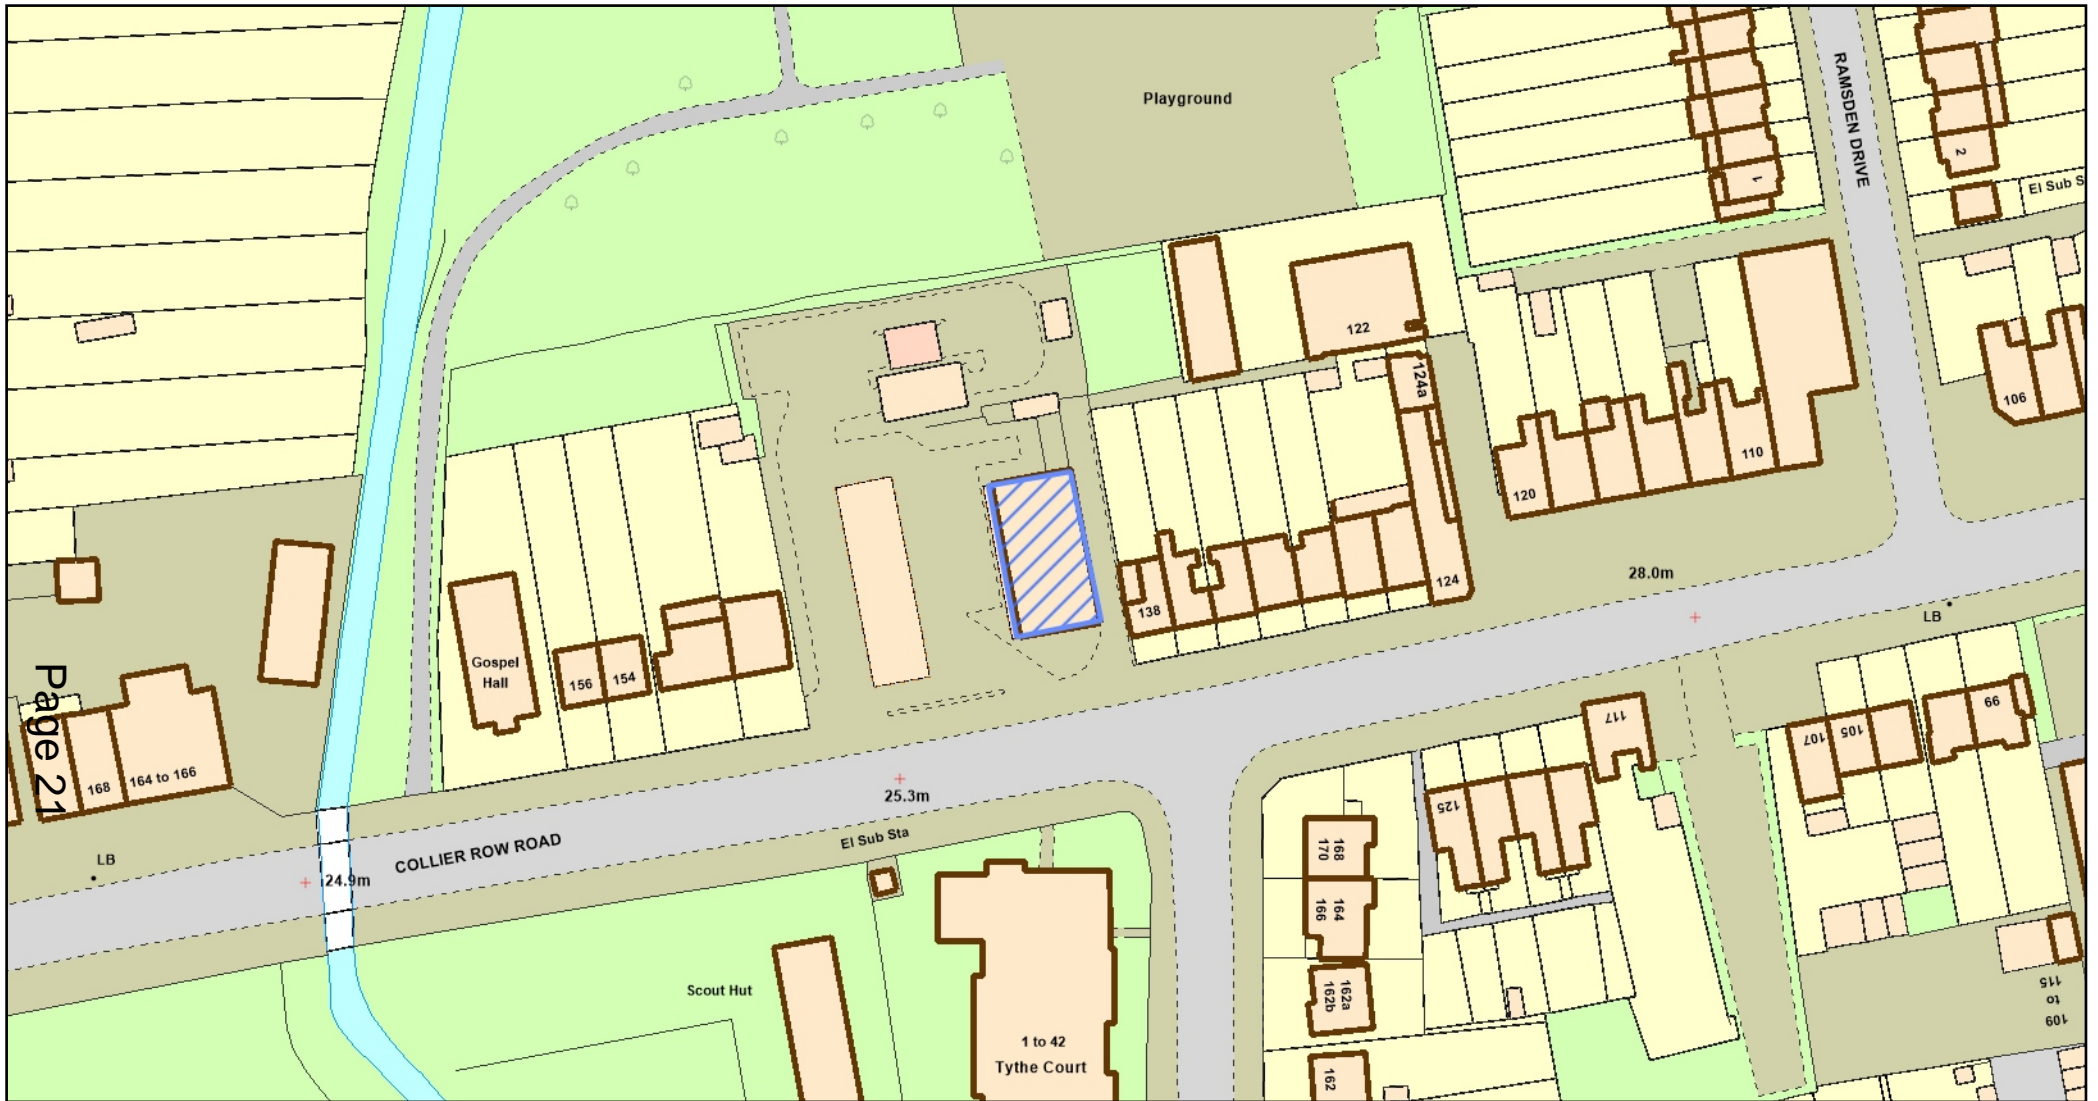 Playground
RAMSDEN DRIVE
2
1
El Sub S
122
124a
106
110
120
28.0m
124
138
LB
Gospel
Hall
156
154
Page 21
168
164 to 166
99
117
107
105
125
25.3m
El Sub Sta
COLLIER ROW ROAD
LB
24.9m
168
170
164
166
162a
162b
162
Scout Hut
1 to 42
Tythe Court
115
to
109